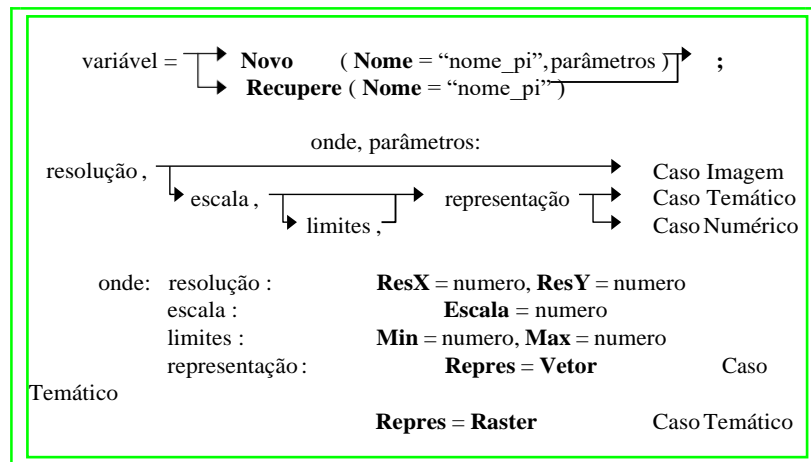 variável = Novo ( Nome = “nome_pi”,parâmetros ) ;
Recupere ( Nome = “nome_pi” )
onde, parâmetros:
resolução , Caso Imagem
escala , representação Caso Temático
limites , Caso Numérico
onde: resolução : ResX = numero, ResY = numero
escala : Escala = numero
limites : Min = numero, Max = numero
representação : Repres = Vetor Caso
Temático
Repres = Raster Caso Temático